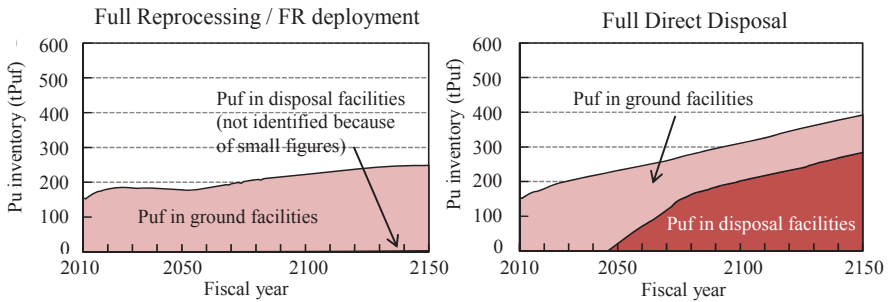 Full Reprocessing / FR deployment
Pu inventory (tPuf)
600
500
400
300
200
100
0
Puf in disposal facilities
(not identified because
of small figures)
Puf in ground facilities
2010
2050
2100
2150
Fiscal year
Full Direct Disposal
Pu inventory (tPuf)
600
500
400
300
200
100
0
Puf in ground facilities
Puf in disposal facilities
2010
2050
2100
2150
Fiscal year